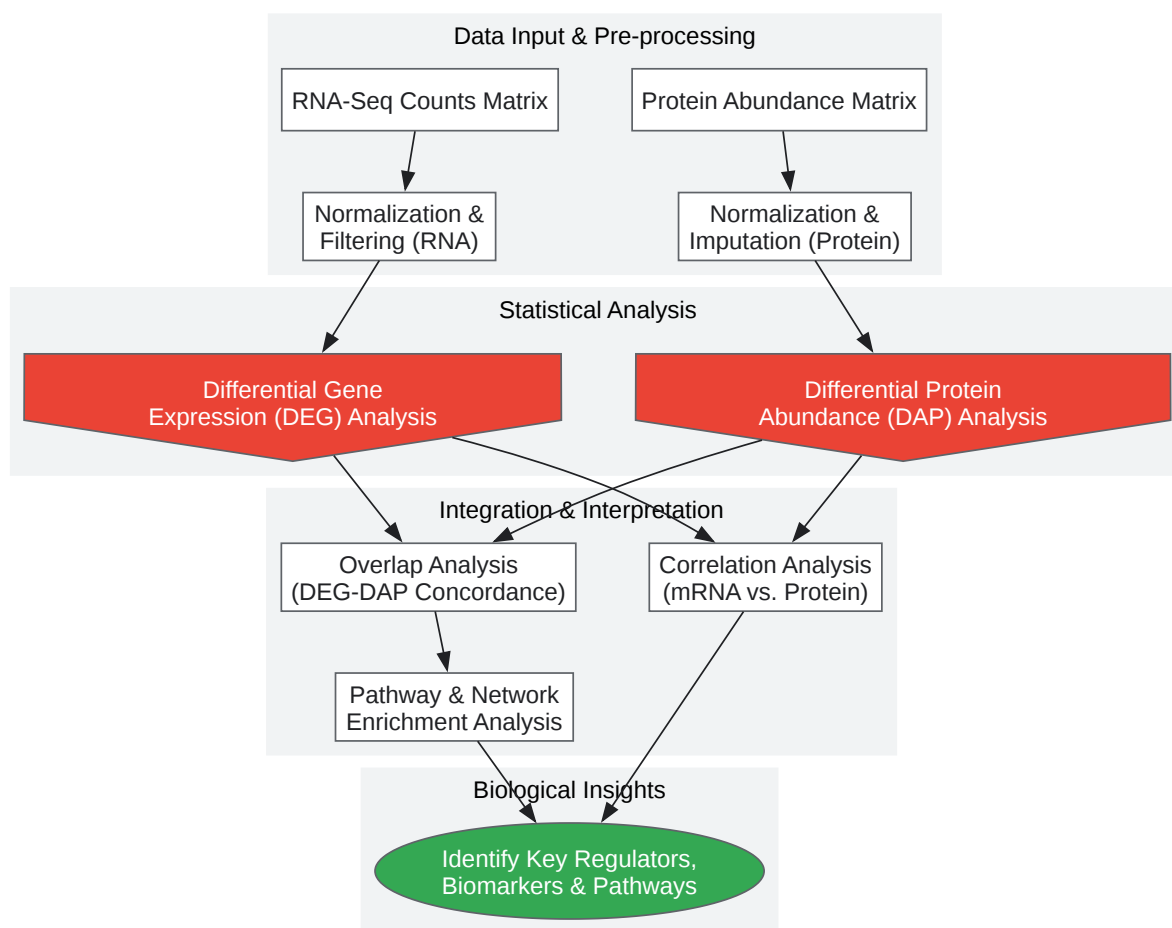 Data Input & Pre-processing
RNA-Seq Counts Matrix
Protein Abundance Matrix
Normalization &
Filtering (RNA)
Normalization &
Imputation (Protein)
Statistical Analysis
Differential Gene
Expression (DEG) Analysis
Differential Protein
Abundance (DAP) Analysis
Integration & Interpretation
Overlap Analysis
(DEG-DAP Concordance)
Correlation Analysis
(mRNA vs. Protein)
Pathway & Network
Enrichment Analysis
Biological Insights
Identify Key Regulators,
Biomarkers & Pathways